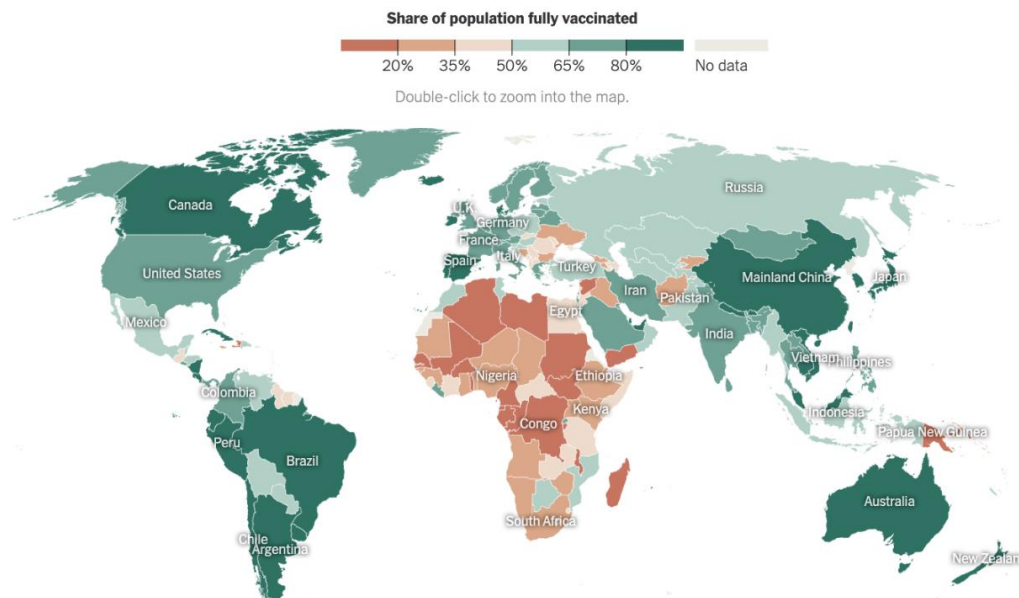 Share of population fully vaccinated
20% 35% 50% 65% 80% No data
Double-click to zoom into the map.
Russia
Canada
U.K.
Germany
France
United States
Spain
Italy
Turkey
Mainland China
Japan
Iran
Pakistan
Mexico
Egypt
India
Vietnam
Philippines
Colombia
Nigeria
Ethiopia
Kenya
Indonesia
Congo
Papua New Guinea
Peru
Brazil
Australia
South Africa
Chile
Argentina
New Zealan